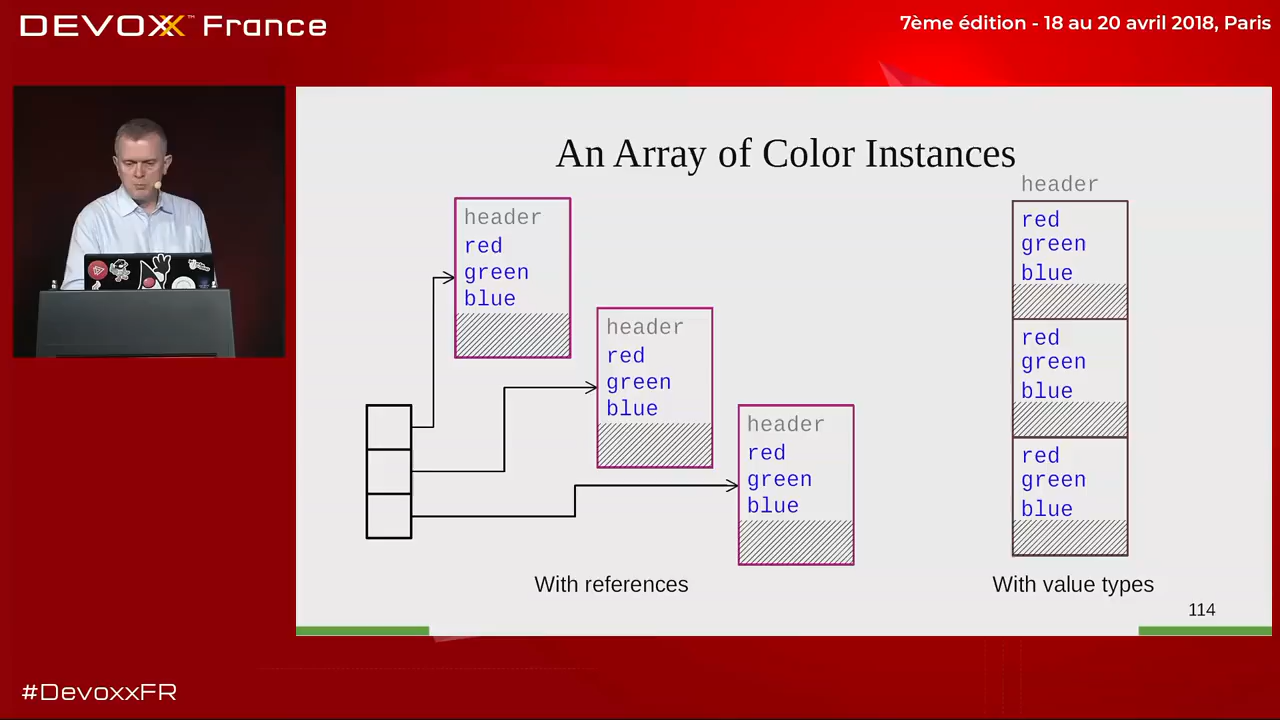 DEVOXX™ France
7ème édition - 18 au 20 avril 2018, Paris
An Array of Color Instances
header
red
green
blue
header
red
green
blue
header
red
green
blue
With references
header
red
green
blue
red
green
blue
red
green
blue
With value types
114
#DevoxxFR